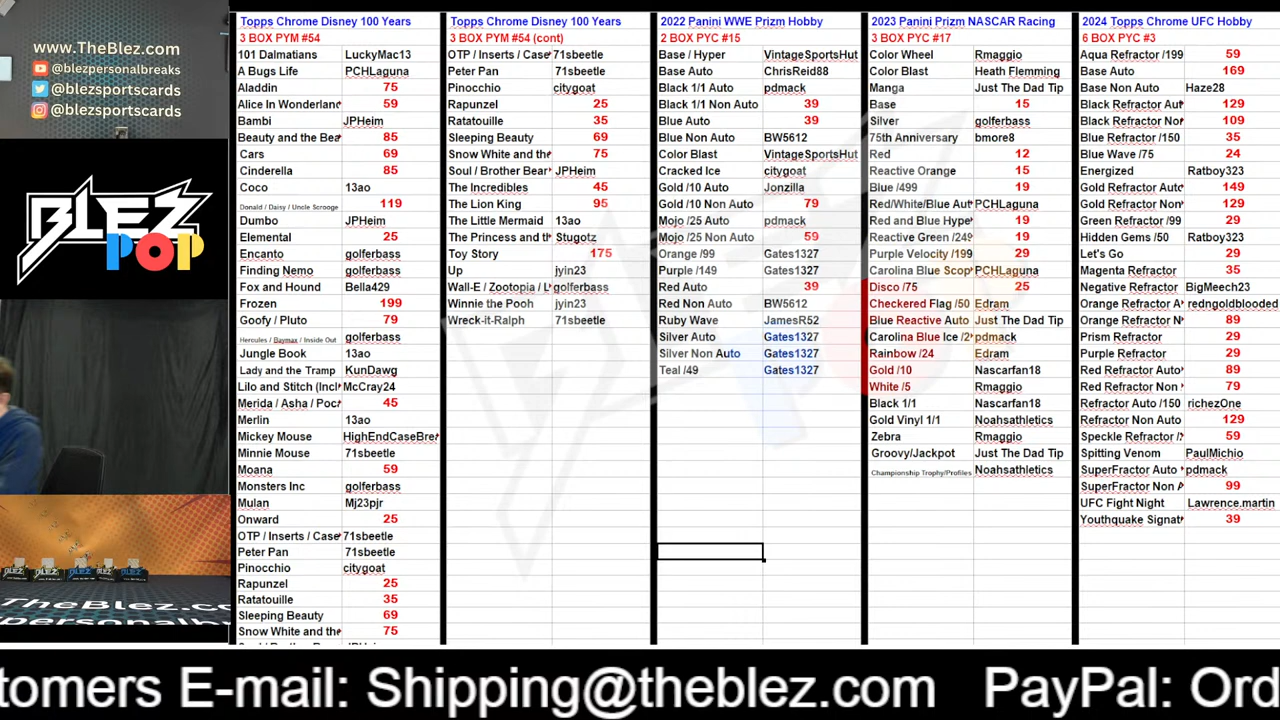 www.TheBlez.com
@blezpersonalbreaks
@blezsportscards
@blezsportscards
BLEZ
POP
TheBlez.co
Topps Chrome Disney 100 Years
3 BOX PYM #54
101 Dalmatians LuckyMac13
A Bugs Life PCHLaguna
Aladdin 75
Alice In Wonderlan 59
Bambi JPHeim
Beauty and the Bea 85
Cars 69
Cinderella 85
Coco 13ao
Donald / Daisy / Uncle Scrooge 119
Dumbo JPHeim
Elemental 25
Encanto golferbass
Finding Nemo golferbass
Fox and Hound Bella429
Frozen 199
Goofy / Pluto 79
Hercules / Baymax / Inside Out golferbass
Jungle Book 13ao
Lady and the Tramp KunDawg
Lilo and Stitch (Incl McCray24
Merida / Asha / Poca 45
Merlin 13ao
Mickey Mouse HighEndCaseBre
Minnie Mouse 71sbeetle
Moana 59
Monsters Inc golferbass
Mulan Mj23pjr
Onward 25
OTP / Inserts / Case 71sbeetle
Peter Pan 71sbeetle
Pinocchio citygoat
Rapunzel 25
Ratatouille 35
Sleeping Beauty 69
Snow White and the 75
Topps Chrome Disney 100 Years
3 BOX PYM #54 (cont)
OTP / Inserts / Case 71sbeetle
Peter Pan 71sbeetle
Pinocchio citygoat
Rapunzel 25
Ratatouille 35
Sleeping Beauty 69
Snow White and th 75
Soul / Brother Bear JPHeim
The Incredibles 45
The Lion King 95
The Little Mermaid 13ao
The Princess and th Stugotz
Toy Story 175
Up jyin23
Wall-E / Zootopia / L golferbass
Winnie the Pooh jyin23
Wreck-it-Ralph 71sbeetle
2022 Panini WWE Prizm Hobby
2 BOX PYC #15
Base / Hyper VintageSportsHut
Base Auto ChrisReid88
Black 1/1 Auto pdmack
Black 1/1 Non Auto 39
Blue Auto 39
Blue Non Auto BW5612
Color Blast VintageSportsHut
Cracked Ice citygoat
Gold /10 Auto Jonzilla
Gold /10 Non Auto 79
Mojo /25 Auto pdmack
Mojo /25 Non Auto 59
Orange /99 Gates1327
Purple /149 Gates1327
Red Auto 39
Red Non Auto BW5612
Ruby Wave JamesR52
Silver Auto Gates1327
Silver Non Auto Gates1327
Teal /49 Gates1327
2023 Panini Prizm NASCAR Racing
3 BOX PYC #17
Color Wheel Rmaggio
Color Blast Heath Flemming
Manga Just The Dad Tip
Base 15
Silver golferbass
75th Anniversary bmore8
Red 12
Reactive Orange 15
Blue /499 19
Red/White/Blue Aut PCHLaguna
Red and Blue Hype 19
Reactive Green /249 19
Purple Velocity /199 29
Carolina Blue Scop PCHLaguna
Disco /75 25
Checkered Flag /50 Edram
Blue Reactive Auto Just The Dad Tip
Carolina Blue Ice /2 pdmack
Rainbow /24 Edram
Gold /10 Nascarfan18
White /5 Rmaggio
Black 1/1 Nascarfan18
Gold Vinyl 1/1 Noahsathletics
Zebra Rmaggio
Groovy/Jackpot Just The Dad Tip
Championship Trophy/Profiles Noahsathletics
2024 Topps Chrome UFC Hobby
6 BOX PYC #3
Aqua Refractor /199 59
Base Auto 169
Base Non Auto Haze28
Black Refractor Aut 129
Black Refractor Nor 109
Blue Refractor /150 35
Blue Wave /75 24
Energized Ratboy323
Gold Refractor Auto 149
Gold Refractor Non 129
Green Refractor /99 29
Hidden Gems /50 Ratboy323
Let's Go 29
Magenta Refractor 35
Negative Refractor BigMeech23
Orange Refractor A redngoldblooded
Orange Refractor N 89
Prism Refractor 29
Purple Refractor 29
Red Refractor Auto 89
Red Refractor Non 79
Refractor Auto /150 richezOne
Refractor Non Auto 129
Speckle Refractor / 59
Spitting Venom PaulMichio
SuperFractor Auto pdmack
SuperFractor Non A 99
UFC Fight Night Lawrence.martin
Youthquake Signat 39
tomers E-mail: Shipping@theblez.com PayPal: Ord